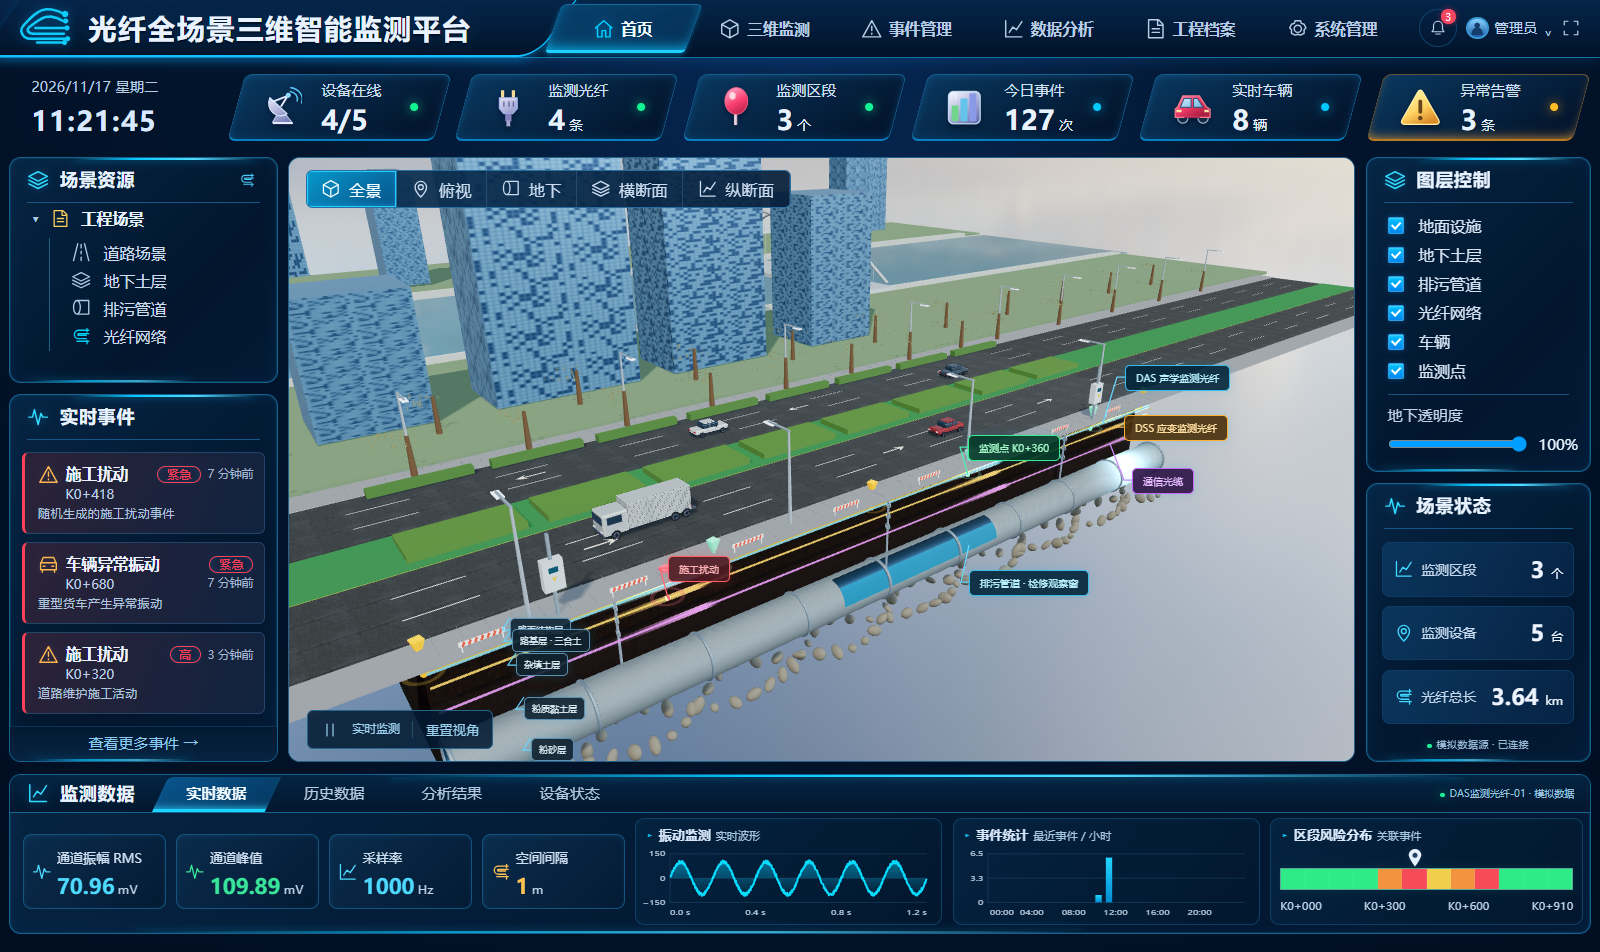 光纤全场景三维智能监测平台
首页
三维监测
事件管理
数据分析
工程档案
系统管理
3
管理员
2026/11/17 星期二
11:21:45
设备在线
4/5
监测光纤
4 条
监测区段
3 个
今日事件
127 次
实时车辆
8 辆
异常告警
3 条
场景资源
工程场景
道路场景
地下土层
排污管道
光纤网络
实时事件
施工扰动 紧急 7 分钟前
K0+418
随机生成的施工扰动事件
车辆异常振动 紧急
K0+680 7 分钟前
重型货车产生异常振动
施工扰动 高 3 分钟前
K0+320
道路维护施工活动
查看更多事件 →
全景
俯视
地下
横断面
纵断面
DAS 声学监测光纤
DSS 应变监测光纤
监测点 K0+360
通信光缆
施工扰动
排污管道 · 检修观察窗
路基层 · 三合土
杂填土层
粉质黏土层
粉砂层
实时监测
重置视角
图层控制
地面设施
地下土层
排污管道
光纤网络
车辆
监测点
地下透明度
100%
场景状态
监测区段 3 个
监测设备 5 台
光纤总长 3.64 km
模拟数据源 · 已连接
监测数据
实时数据
历史数据
分析结果
设备状态
DAS监测光纤-01 · 模拟数据
通道振幅 RMS
70.96 mV
通道峰值
109.89 mV
采样率
1000 Hz
空间间隔
1 m
振动监测 实时波形
150
0
-150
0.0 s 0.4 s 0.8 s 1.2 s
事件统计 最近事件 / 小时
6.5
3.3
0
00:00 04:00 08:00 12:00 16:00 20:00
区段风险分布 关联事件
K0+000 K0+300 K0+600 K0+910